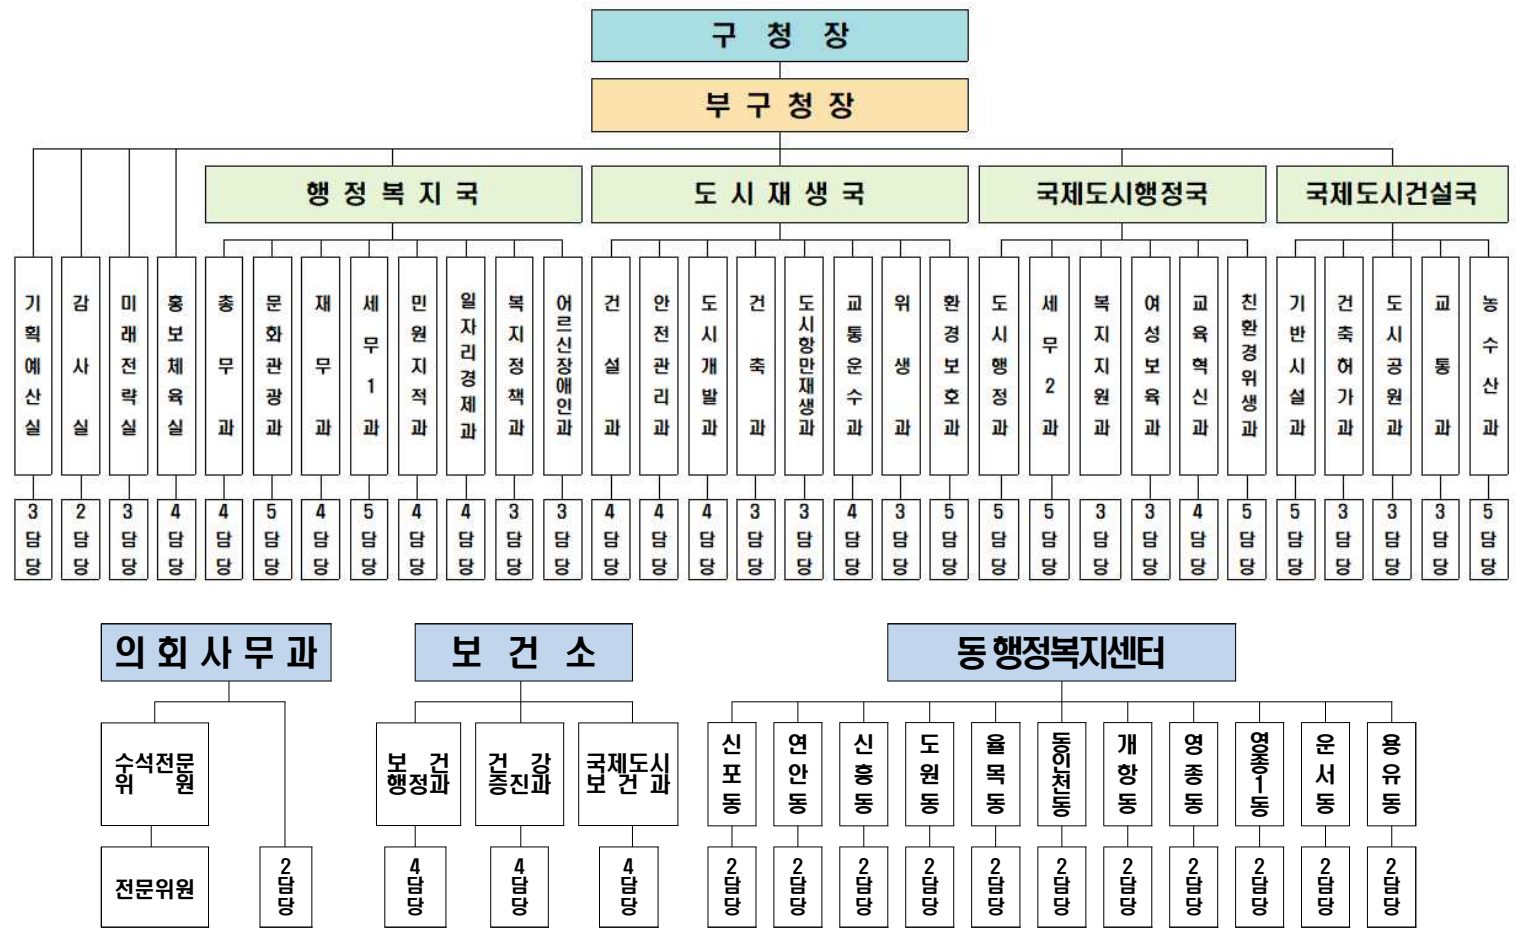 구 청 장
부 구 청 장
행 정 복 지 국
도 시 재 생 국
국제도시행정국
국제도시건설국
기획예산실
감사실
미래전략실
홍보체육실
총무과
문화관광과
재무과
세무1과
민원지적과
일자리경제과
복지정책과
어르신장애인과
건설과
안전관리과
도시개발과
건축과
도시항만재생과
교통운수과
위생과
환경보호과
도시행정과
세무2과
복지지원과
여성보육과
교육혁신과
친환경위생과
기반시설과
건축허가과
도시공원과
교통과
농수산과
3담당
2담당
3담당
4담당
4담당
5담당
4담당
5담당
4담당
4담당
3담당
3담당
4담당
4담당
4담당
3담당
3담당
4담당
3담당
5담당
5담당
5담당
3담당
3담당
4담당
5담당
5담당
3담당
3담당
3담당
5담당
의 회 사 무 과
보 건 소
동 행정복지센터
수석전문
위 원
보 건
행정과
건 강
증진과
국제도시
보 건 과
신포동
연안동
신흥동
도원동
율목동
동인천동
개항동
영종동
영종1동
운서동
용유동
전문위원
2담당
4담당
4담당
4담당
2담당
2담당
2담당
2담당
2담당
2담당
2담당
2담당
2담당
2담당
2담당